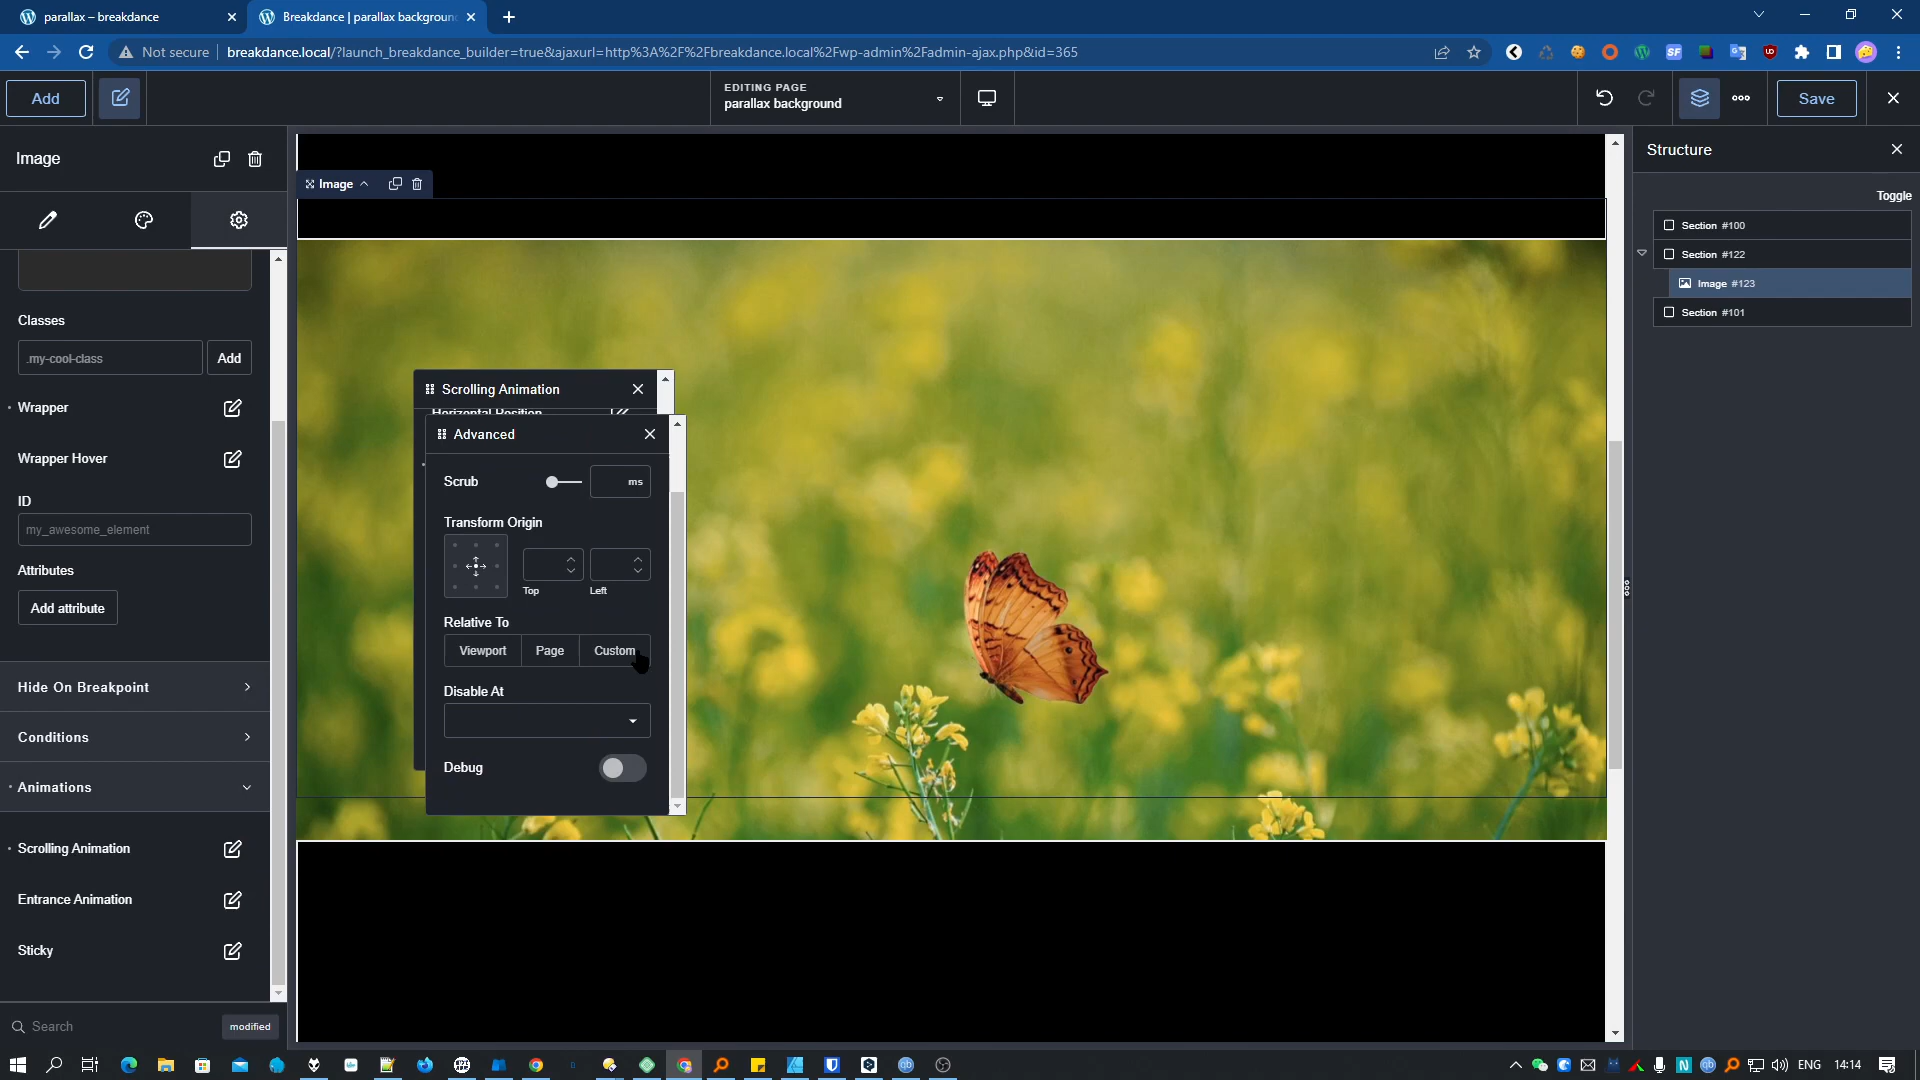 parallax – breakdance
Breakdance | parallax backgroun
Not secure
breakdance.local/?launch_breakdance_builder=true&ajaxurl=http%3A%2F%2Fbreakdance.local%2Fwp-admin%2Fadmin-ajax.php&id=365
Add
EDITING PAGE
parallax background
Save
Image
Image
Structure
Toggle
Section #100
Section #122
Image #123
Section #101
Classes
.my-cool-class
Add
Wrapper
Wrapper Hover
ID
my_awesome_element
Attributes
Add attribute
Hide On Breakpoint
Conditions
Animations
Scrolling Animation
Entrance Animation
Sticky
Search
modified
Scrolling Animation
Horizontal Position
Advanced
Scrub
ms
Transform Origin
Top
Left
Relative To
Viewport
Page
Custom
Disable At
Debug
ENG
14:14